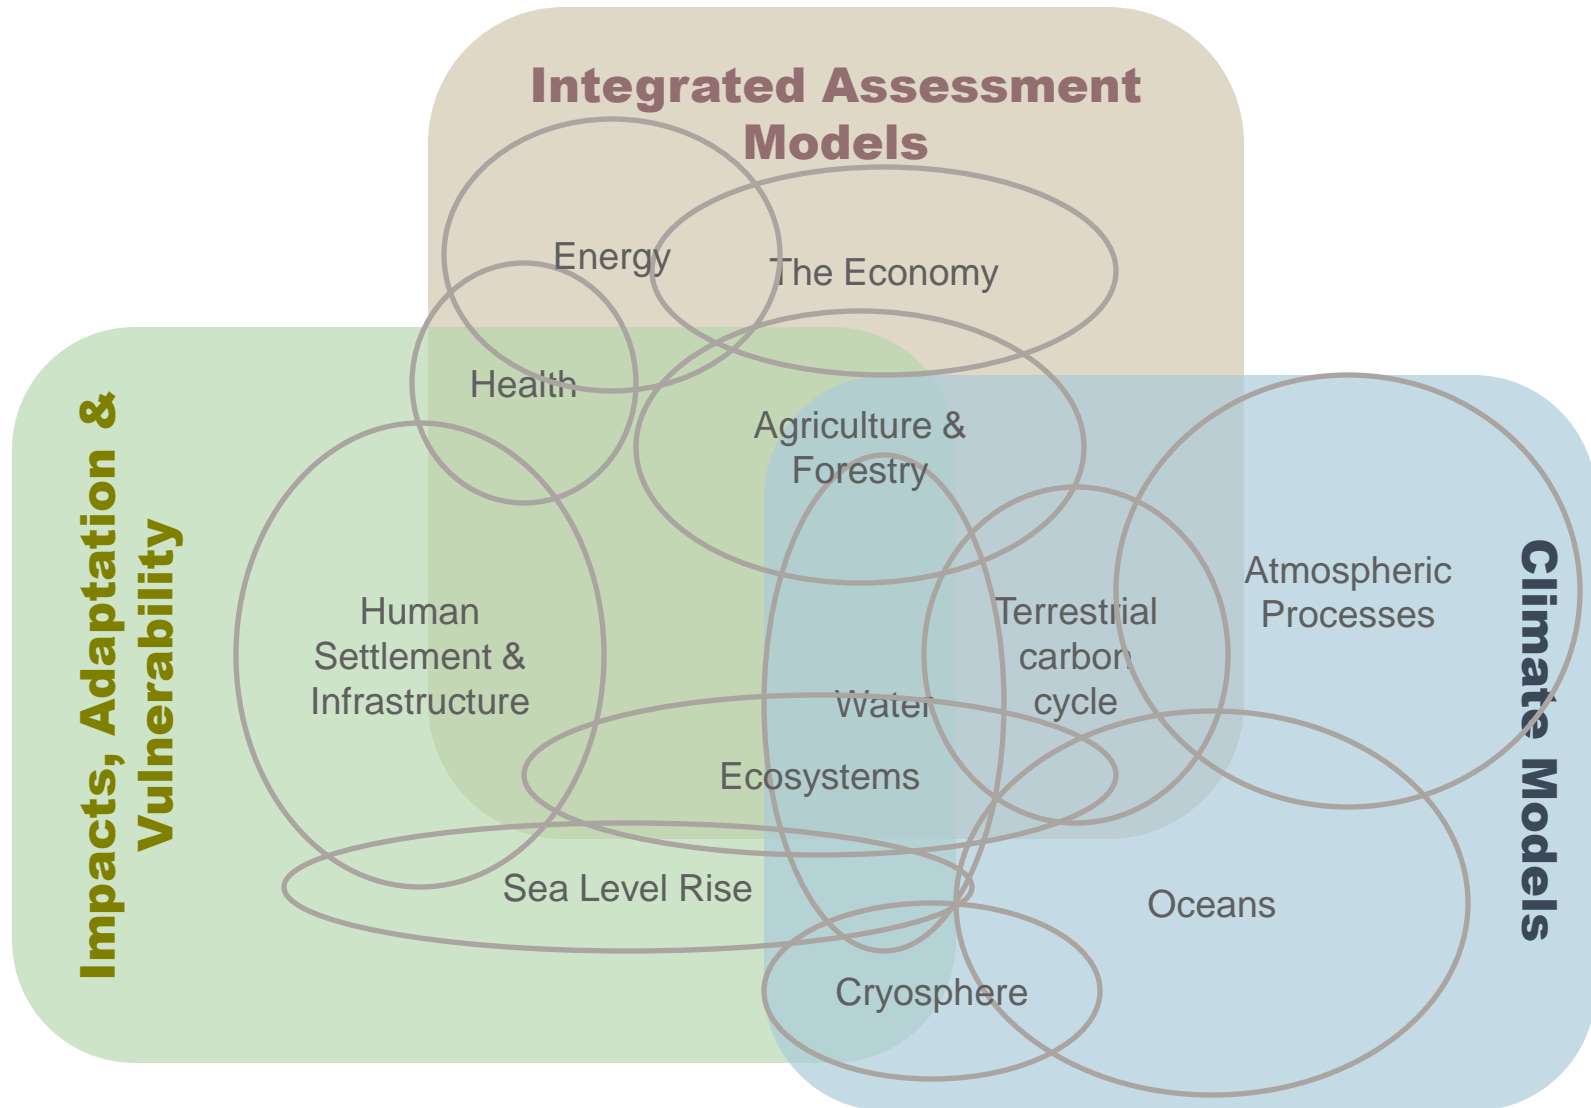 Integrated Assessment
Models
Energy
The Economy
Health
Agriculture &
Forestry
Impacts, Adaptation &
Vulnerability
Human
Settlement &
Infrastructure
Terrestrial
carbon
cycle
Atmospheric
Processes
Climate Models
Water
Ecosystems
Sea Level Rise
Oceans
Cryosphere